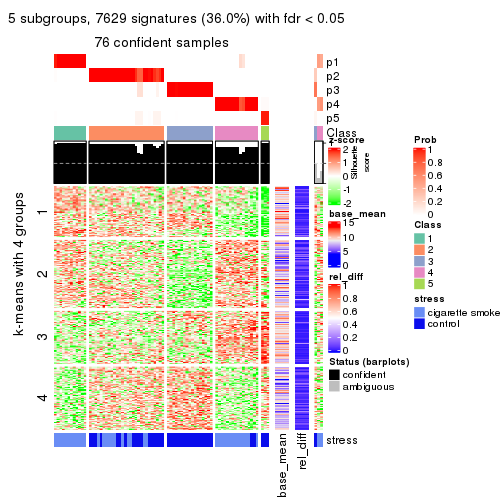 5 subgroups, 7629 signatures (36.0%) with fdr < 0.05
76 confident samples
p1
p2
p3
p4
p5
Class
1
Silhouette
score
k-means with 4 groups
1
2
3
4
stress
base_mean
rel_diff
z-score
2
1
0
-1
-2
base_mean
15
10
5
0
rel_diff
1
0.8
0.6
0.4
0.2
0
Status (barplots)
confident
ambiguous
Prob
1
0.8
0.6
0.4
0.2
0
Class
1
2
3
4
5
stress
cigarette smoke
control